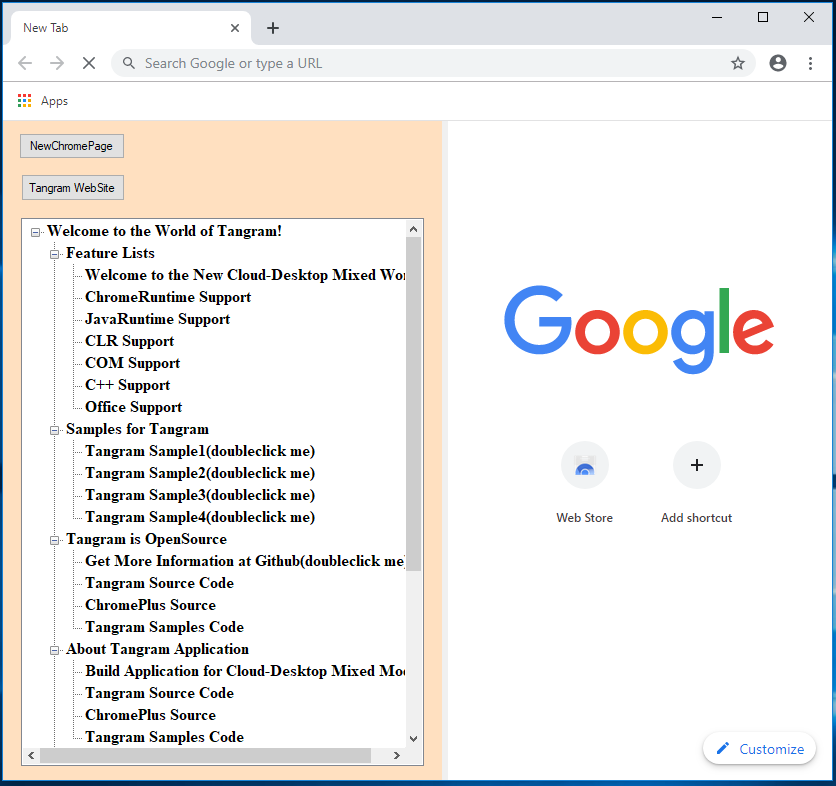 New Tab
Search Google or type a URL
Apps
NewChromePage
Tangram WebSite
Welcome to the World of Tangram!
Feature Lists
Welcome to the New Cloud-Desktop Mixed Wor
ChromeRuntime Support
JavaRuntime Support
CLR Support
COM Support
C++ Support
Office Support
Samples for Tangram
Tangram Sample1(doubleclick me)
Tangram Sample2(doubleclick me)
Tangram Sample3(doubleclick me)
Tangram Sample4(doubleclick me)
Tangram is OpenSource
Get More Information at Github(doubleclick me)
Tangram Source Code
ChromePlus Source
Tangram Samples Code
About Tangram Application
Build Application for Cloud-Desktop Mixed Mod
Tangram Source Code
ChromePlus Source
Tangram Samples Code
Google
Web Store
Add shortcut
Customize